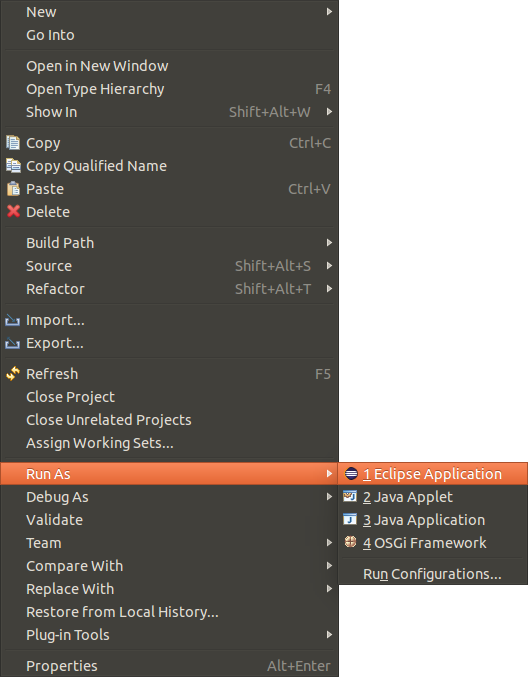 New
Go Into
Open in New Window
Open Type Hierarchy F4
Show In Shift+Alt+W
Copy Ctrl+C
Copy Qualified Name
Paste Ctrl+V
Delete
Build Path
Source Shift+Alt+S
Refactor Shift+Alt+T
Import...
Export...
Refresh F5
Close Project
Close Unrelated Projects
Assign Working Sets...
Run As
Debug As
Validate
Team
Compare With
Replace With
Restore from Local History...
Plug-in Tools
Properties Alt+Enter
1 Eclipse Application
2 Java Applet
3 Java Application
4 OSGi Framework
Run Configurations...